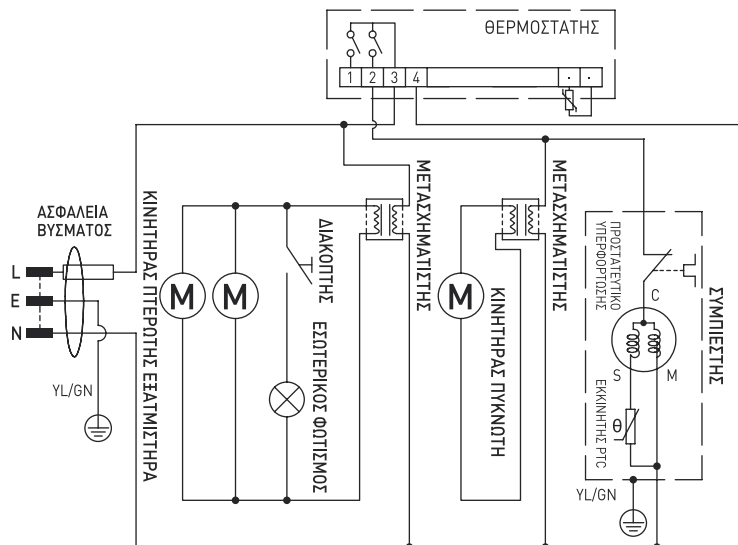 ΘΕΡΜΟΣΤΑΤΗΣ
1 2 3 4
ΑΣΦΑΛΕΙΑ
ΒΥΣΜΑΤΟΣ
L
E
N
YL/GN
ΚΙΝΗΤΗΡΑΣ ΠΤΕΡΩΤΗΣ ΕΞΑΤΜΙΣΤΗΡΑ
M
M
ΔΙΑΚΟΠΤΗΣ
ΕΣΩΤΕΡΙΚΟΣ ΦΩΤΙΣΜΟΣ
ΜΕΤΑΣΧΗΜΑΤΙΣΤΗΣ
M
ΚΙΝΗΤΗΡΑΣ ΠΥΚΝΩΤΗ
ΜΕΤΑΣΧΗΜΑΤΙΣΤΗΣ
ΠΡΟΣΤΑΤΕΥΤΙΚΟ
ΥΠΕΡΦΟΡΤΩΣΗΣ
C
S
M
ΕΚΚΙΝΗΤΗΣ PTC
θ
YL/GN
ΣΥΜΠΙΕΣΤΗΣ